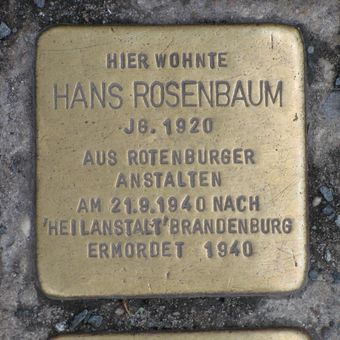 HIER WOHNTE
HANS ROSENBAUM
JG. 1920
AUS ROTENBURGER
ANSTALTEN
AM 21.9.1940 NACH
'HEILANSTALT'BRANDENBURG
ERMORDET 1940